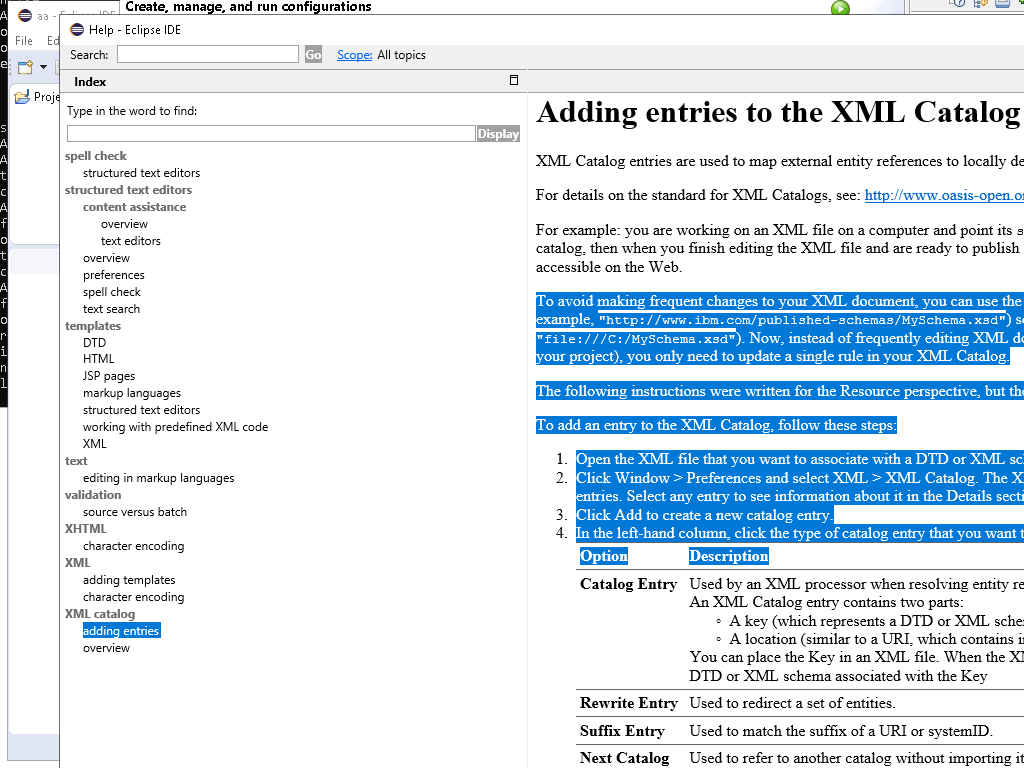 Create, manage, and run configurations
aa - Eclipse IDE
File Ed
Proje
Help - Eclipse IDE
Search:
Go
Scope: All topics
Index
Type in the word to find:
Display
spell check
structured text editors
structured text editors
content assistance
overview
text editors
overview
preferences
spell check
text search
templates
DTD
HTML
JSP pages
markup languages
structured text editors
working with predefined XML code
XML
text
editing in markup languages
validation
source versus batch
XHTML
character encoding
XML
adding templates
character encoding
XML catalog
adding entries
overview
Adding entries to the XML Catalog
XML Catalog entries are used to map external entity references to locally de
For details on the standard for XML Catalogs, see: http://www.oasis-open.or
For example: you are working on an XML file on a computer and point its s
catalog, then when you finish editing the XML file and are ready to publish
accessible on the Web.
To avoid making frequent changes to your XML document, you can use the
example, "http://www.ibm.com/published-schemas/MySchema.xsd") s
"file:///C:/MySchema.xsd"). Now, instead of frequently editing XML do
your project), you only need to update a single rule in your XML Catalog.
The following instructions were written for the Resource perspective, but the
To add an entry to the XML Catalog, follow these steps:
1. Open the XML file that you want to associate with a DTD or XML sc
2. Click Window > Preferences and select XML > XML Catalog. The X
entries. Select any entry to see information about it in the Details secti
3. Click Add to create a new catalog entry.
4. In the left-hand column, click the type of catalog entry that you want t
Option Description
Catalog Entry Used by an XML processor when resolving entity re
An XML Catalog entry contains two parts:
◦ A key (which represents a DTD or XML sche
◦ A location (similar to a URI, which contains i
You can place the Key in an XML file. When the XM
DTD or XML schema associated with the Key
Rewrite Entry Used to redirect a set of entities.
Suffix Entry Used to match the suffix of a URI or systemID.
Next Catalog Used to refer to another catalog without importing it